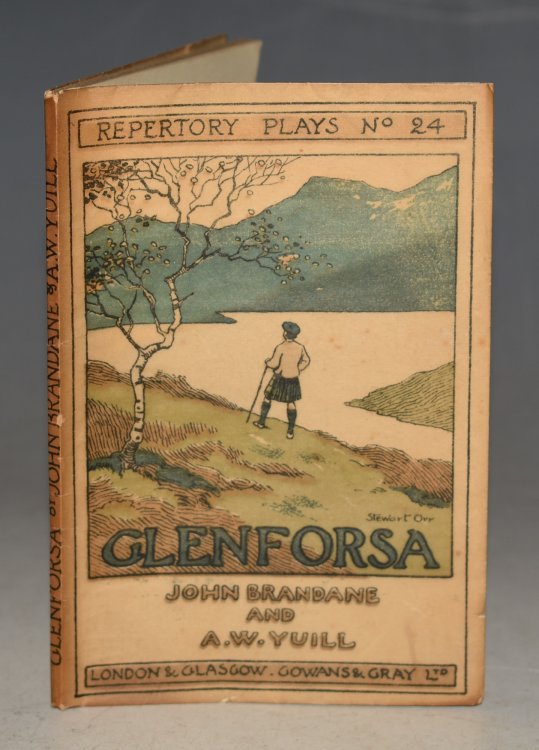 REPERTORY PLAYS Nº 24
Stewart Orr
GLENFORSA
JOHN BRANDANE
AND
A.W. YUILL
LONDON & GLASGOW. GOWANS & GRAY LTD
GLENFORSA BY JOHN BRANDANE & A.W. YUILL